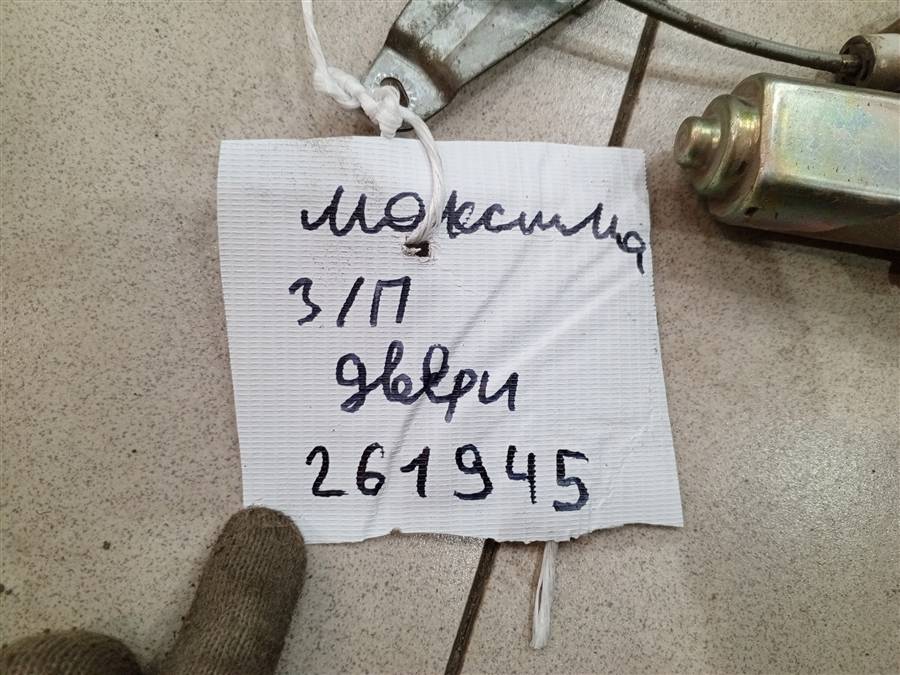 максима
З/П
двери
261945